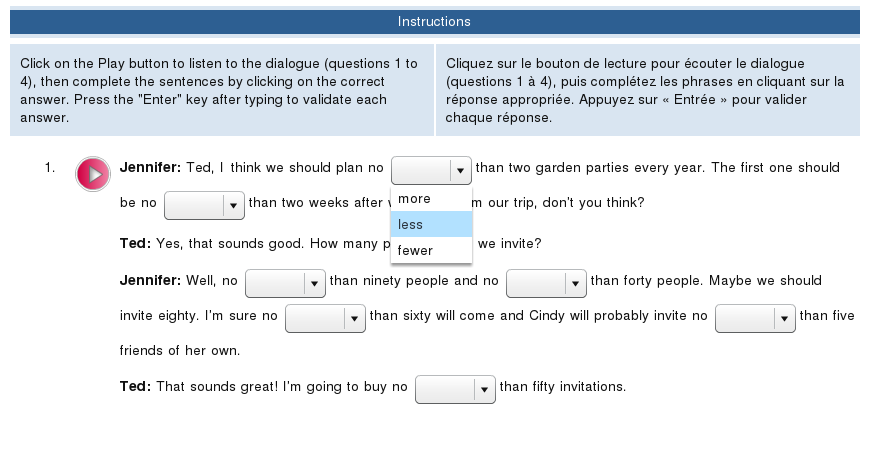 Instructions
Click on the Play button to listen to the dialogue (questions 1 to
4), then complete the sentences by clicking on the correct
answer. Press the "Enter" key after typing to validate each
answer.
Cliquez sur le bouton de lecture pour écouter le dialogue
(questions 1 à 4), puis complétez les phrases en cliquant sur la
réponse appropriée. Appuyez sur « Entrée » pour valider
chaque réponse.
1. Jennifer: Ted, I think we should plan no than two garden parties every year. The first one should
be no than two weeks after our trip, don't you think?
more
less
fewer
Ted: Yes, that sounds good. How many we invite?
Jennifer: Well, no than ninety people and no than forty people. Maybe we should
invite eighty. I'm sure no than sixty will come and Cindy will probably invite no than five
friends of her own.
Ted: That sounds great! I'm going to buy no than fifty invitations.